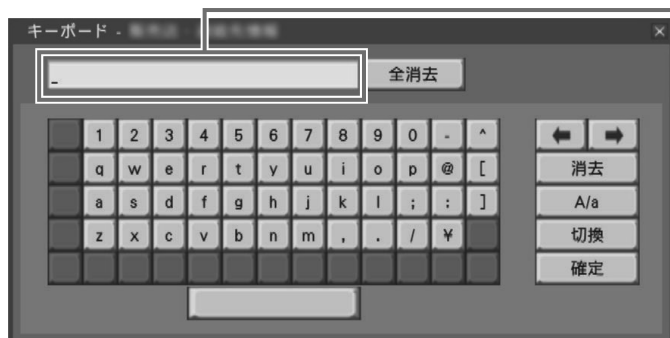 キーボード -
_
全消去
1 2 3 4 5 6 7 8 9 0 - ^
q w e r t y u i o p @ [
消去
a s d f g h j k l ; : ]
A/a
z x c v b n m , . / ¥
切換
確定